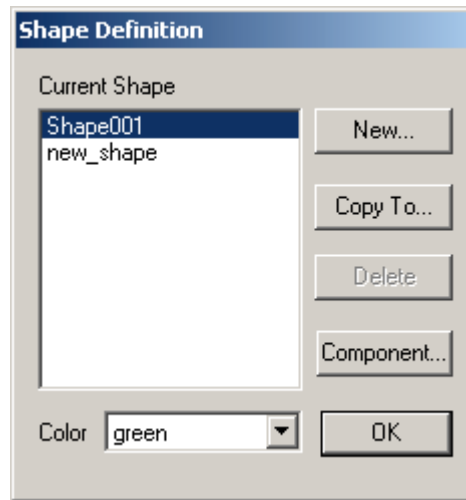 Shape Definition
Current Shape
Shape001
new_shape
New...
Copy To...
Delete
Component...
Color green
OK